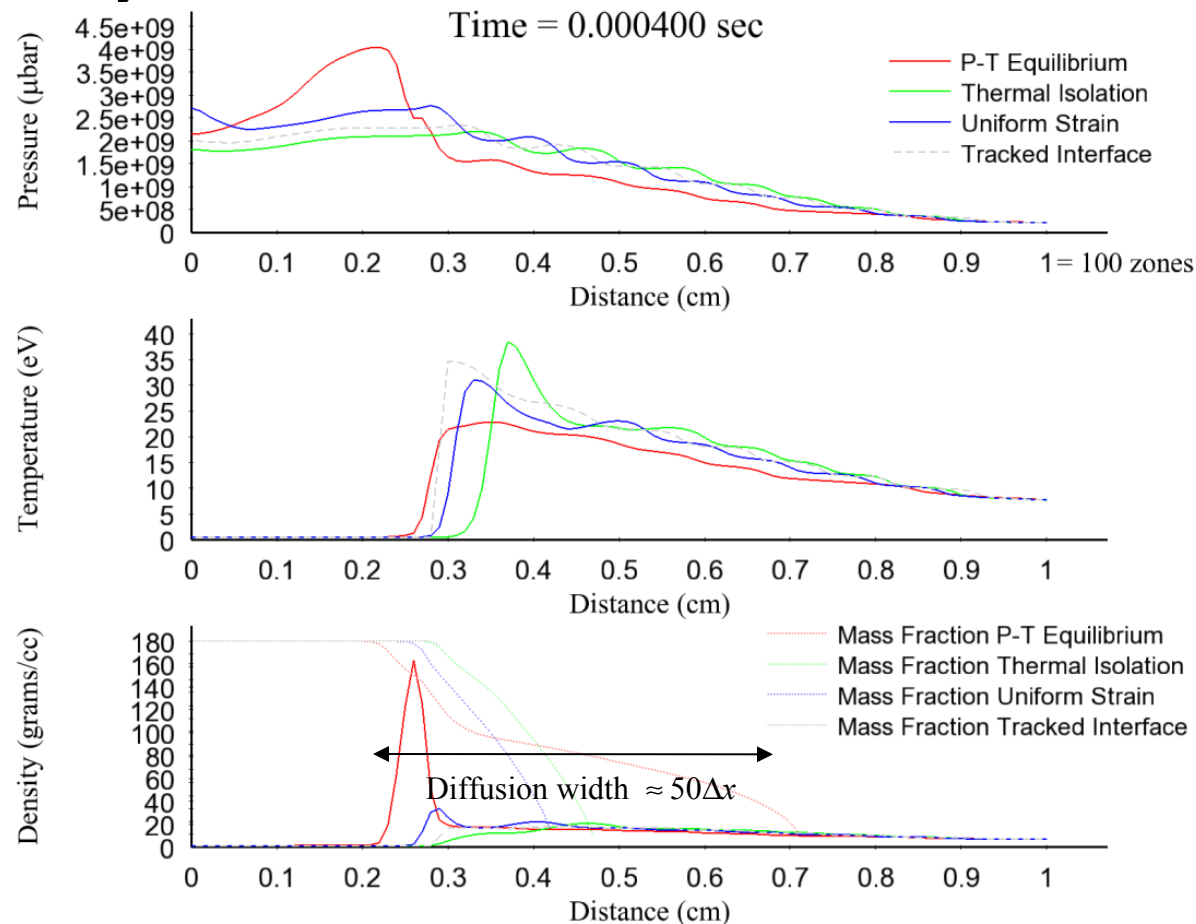 Time = 0.000400 sec
Pressure (μbar)
4.5e+09
4e+09
3.5e+09
3e+09
2.5e+09
2e+09
1.5e+09
1e+09
5e+08
0
P-T Equilibrium
Thermal Isolation
Uniform Strain
Tracked Interface
0 0.1 0.2 0.3 0.4 0.5 0.6 0.7 0.8 0.9 1 = 100 zones
Distance (cm)
Temperature (eV)
40
35
30
25
20
15
10
5
0
0 0.1 0.2 0.3 0.4 0.5 0.6 0.7 0.8 0.9 1
Distance (cm)
Density (grams/cc)
180
160
140
120
100
80
60
40
20
0
Mass Fraction P-T Equilibrium
Mass Fraction Thermal Isolation
Mass Fraction Uniform Strain
Mass Fraction Tracked Interface
Diffusion width ≈ 50Δx
0 0.1 0.2 0.3 0.4 0.5 0.6 0.7 0.8 0.9 1
Distance (cm)